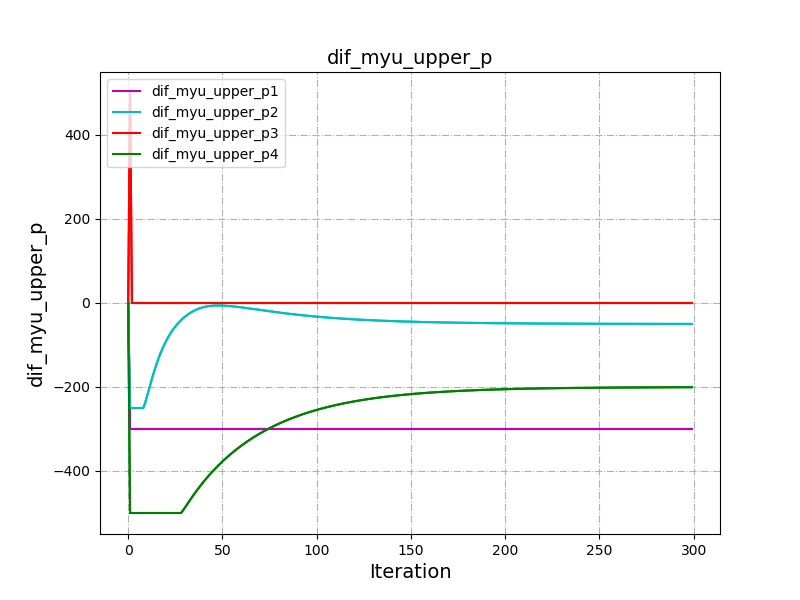 dif_myu_upper_p
dif_myu_upper_p1
dif_myu_upper_p2
dif_myu_upper_p3
dif_myu_upper_p4
dif_myu_upper_p
400
200
0
−200
−400
0 50 100 150 200 250 300
Iteration